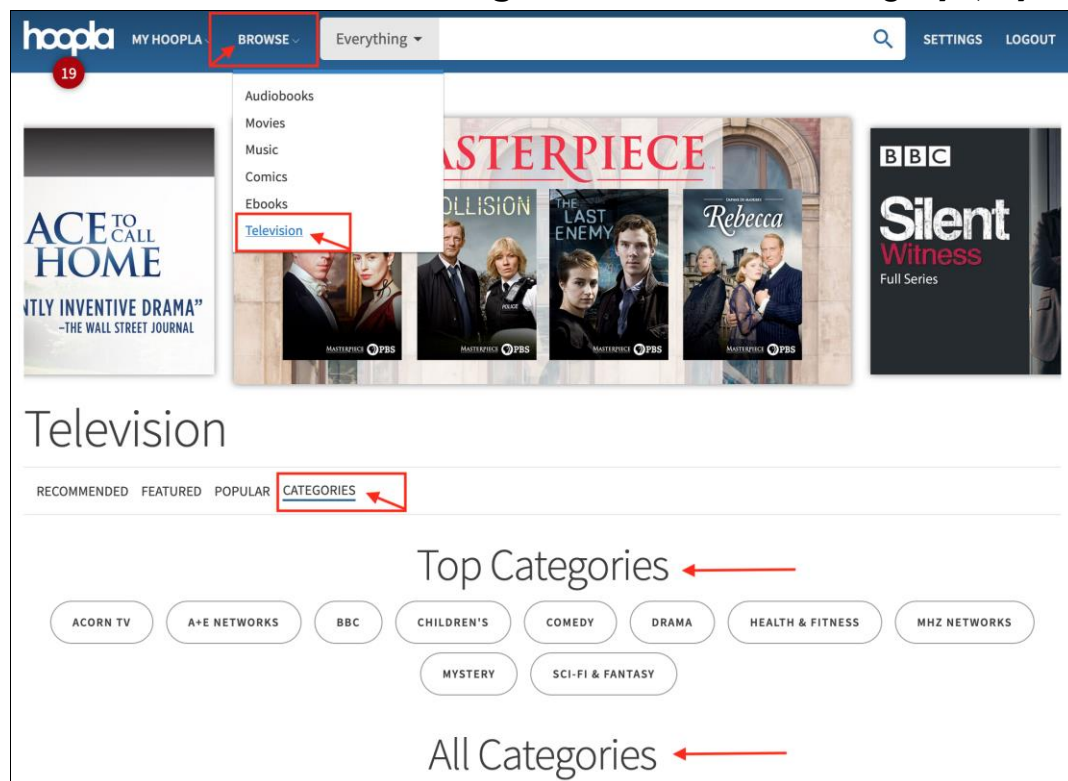 hoopla MY HOOPLA BROWSE Everything SETTINGS LOGOUT
19
Audiobooks
Movies
Music
Comics
Ebooks
Television
ACE TO CALL
HOME
NTLY INVENTIVE DRAMA”
–THE WALL STREET JOURNAL
ASTERPIECE
OLLISION
THE LAST ENEMY
Rebecca
POLICE
MASTERPIECE PBS MASTERPIECE PBS MASTERPIECE PBS MASTERPIECE PBS
BBC
Silent
Witness
Full Series
Television
RECOMMENDED FEATURED POPULAR CATEGORIES
Top Categories
ACORN TV A+E NETWORKS BBC CHILDREN'S COMEDY DRAMA HEALTH & FITNESS MHZ NETWORKS
MYSTERY SCI-FI & FANTASY
All Categories